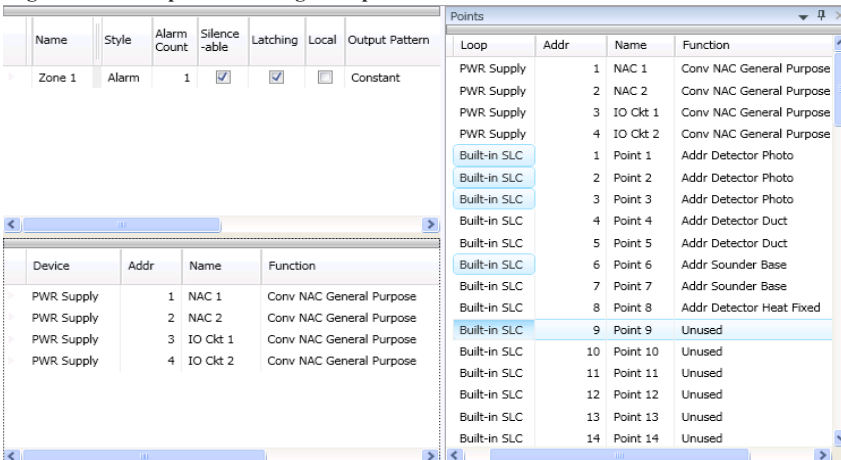 Points
Name Style Alarm Count Silence -able Latching Local Output Pattern
Zone 1 Alarm 1 Constant
Device Addr Name Function
PWR Supply 1 NAC 1 Conv NAC General Purpose
PWR Supply 2 NAC 2 Conv NAC General Purpose
PWR Supply 3 IO Ckt 1 Conv NAC General Purpose
PWR Supply 4 IO Ckt 2 Conv NAC General Purpose
Loop Addr Name Function
PWR Supply 1 NAC 1 Conv NAC General Purpose
PWR Supply 2 NAC 2 Conv NAC General Purpose
PWR Supply 3 IO Ckt 1 Conv NAC General Purpose
PWR Supply 4 IO Ckt 2 Conv NAC General Purpose
Built-in SLC 1 Point 1 Addr Detector Photo
Built-in SLC 2 Point 2 Addr Detector Photo
Built-in SLC 3 Point 3 Addr Detector Photo
Built-in SLC 4 Point 4 Addr Detector Duct
Built-in SLC 5 Point 5 Addr Detector Duct
Built-in SLC 6 Point 6 Addr Sounder Base
Built-in SLC 7 Point 7 Addr Sounder Base
Built-in SLC 8 Point 8 Addr Detector Heat Fixed
Built-in SLC 9 Point 9 Unused
Built-in SLC 10 Point 10 Unused
Built-in SLC 11 Point 11 Unused
Built-in SLC 12 Point 12 Unused
Built-in SLC 13 Point 13 Unused
Built-in SLC 14 Point 14 Unused